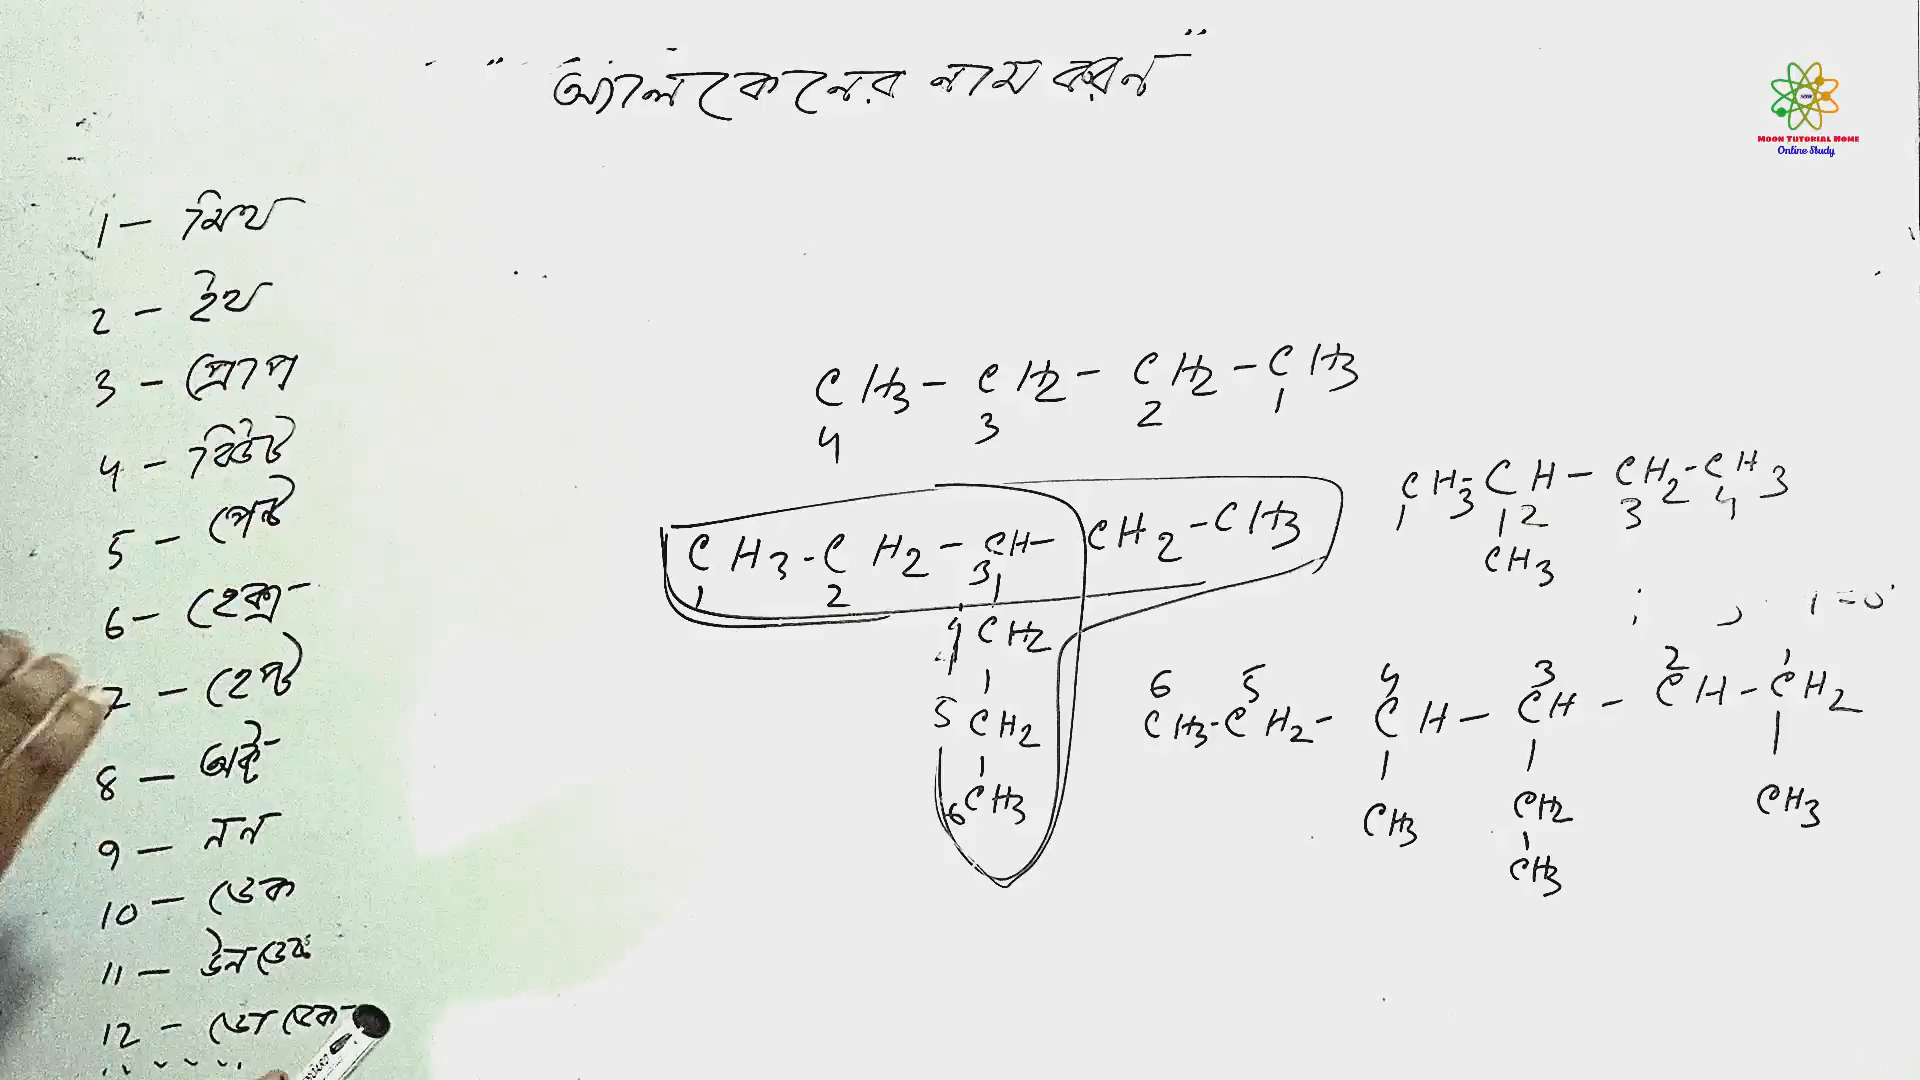 "অ্যালকেনের নামকরন"
MOON TUTORIAL HOME
Online Study
1 - মিথ
2 - ইথ
3 - প্রোপ
4 - বিউট
5 - পেন্ট
6 - হেক্স
7 - হেপ্ট
8 - অক্ট
9 - নন
10 - ডেক
11 - উনডেক
12 - ডোডেক
CH3 - CH2 - CH2 - CH3
4 3 2 1
CH3 - CH2 - CH - CH2 - CH3
1 2 3
4 CH2
5 CH2
6 CH3
CH3 - CH - CH2 - CH3
1 2 3 4
CH3
6 5 4 3 2 1
CH3 - CH2 - CH - CH - CH - CH2
CH3 CH2 CH3
CH3